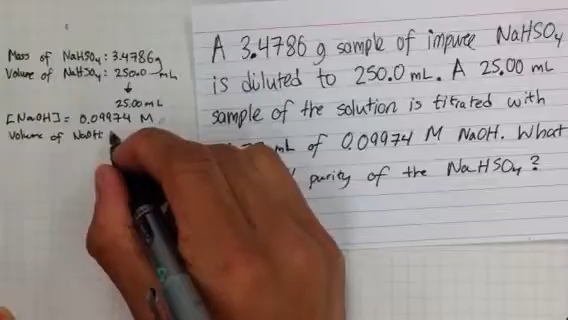 Mass of NaHSO4: 3.4786g
Volume of NaHSO4: 250.0 mL
25.00 mL
[NaOH] = 0.09974 M
Volume of NaOH
A 3.4786 g sample of impure NaHSO4
is diluted to 250.0 mL. A 25.00 mL
sample of the solution is titrated with
mL of 0.09974 M NaOH. What
purity of the NaHSO4?